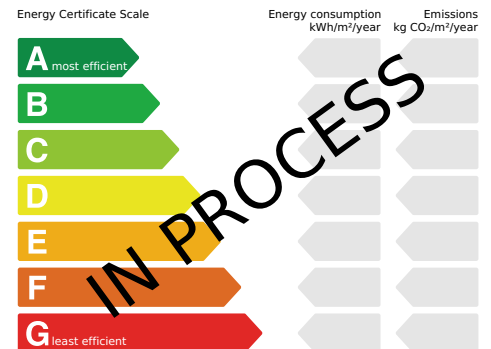 Energy Certificate Scale
Energy consumption
kWh/m²/year
Emissions
kg CO₂/m²/year
A most efficient
B
C
D
E
F
G least efficient
IN PROCESS